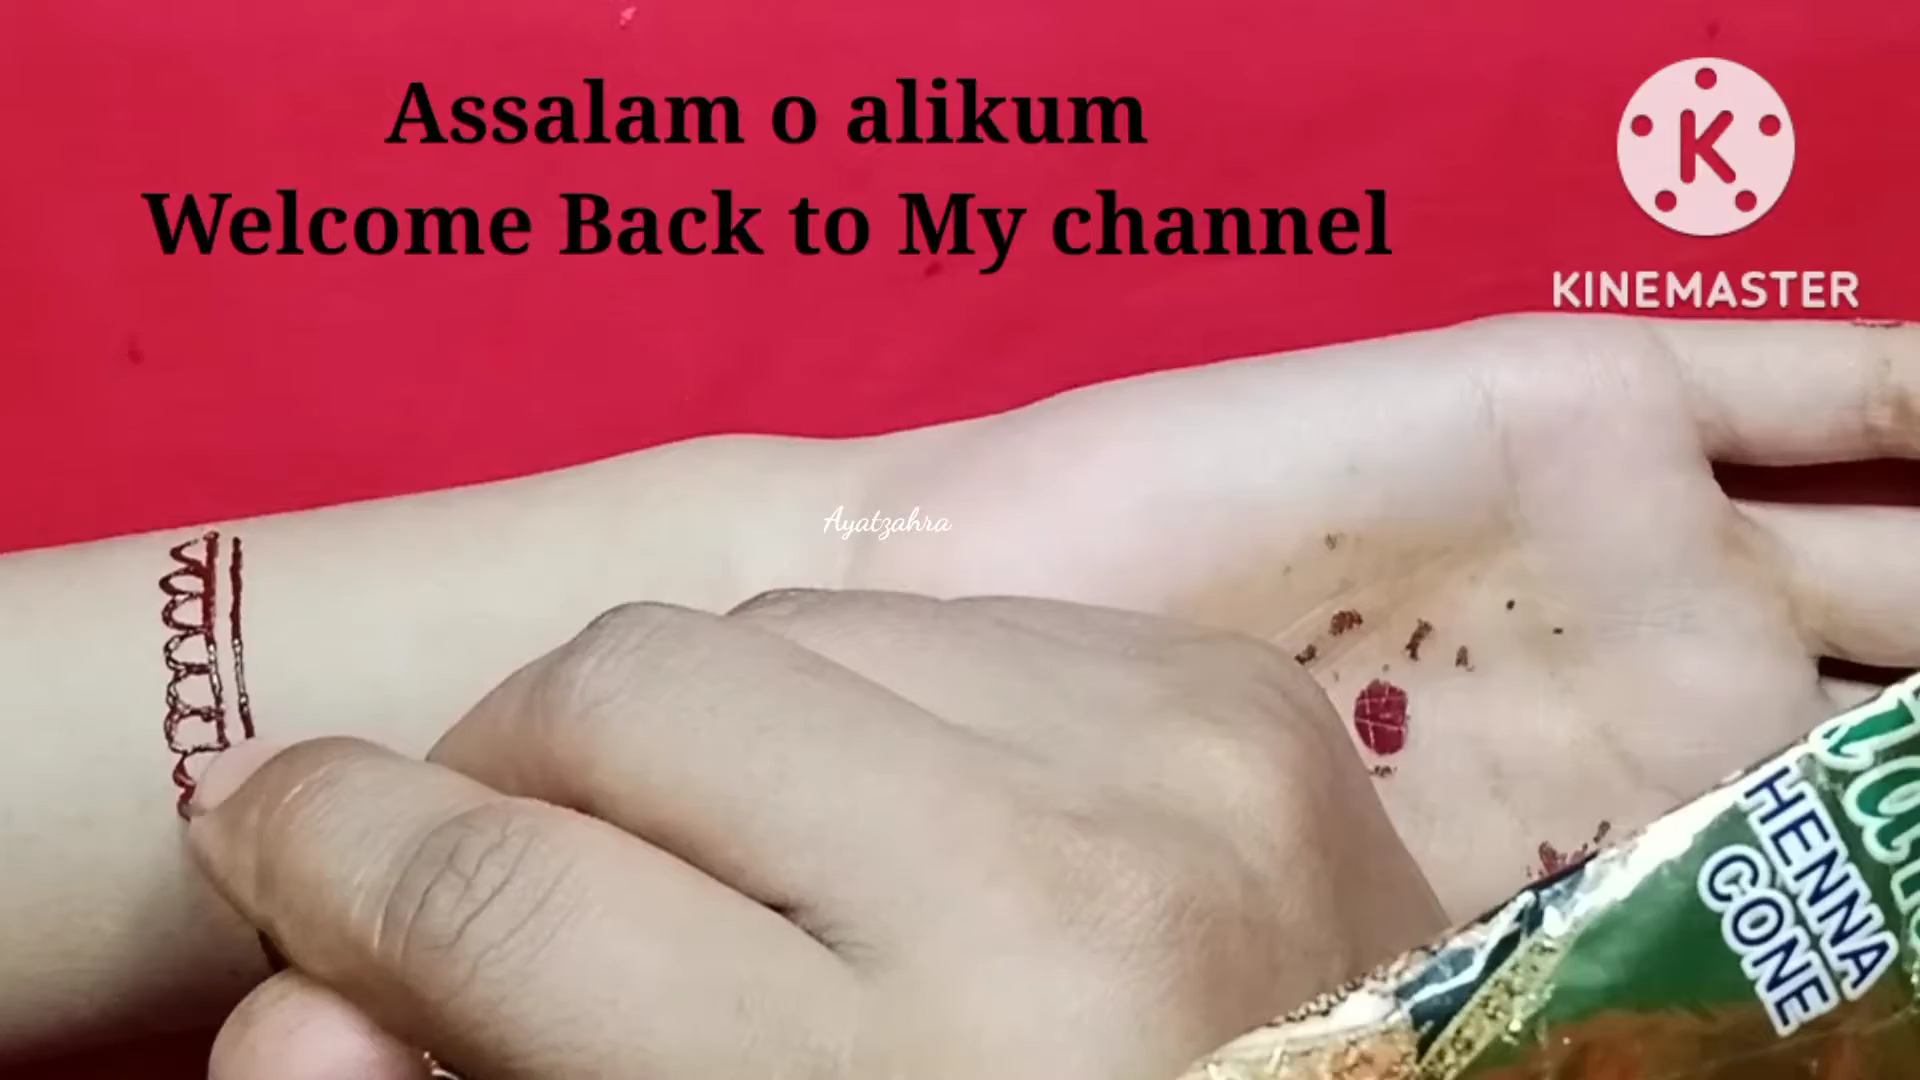 Assalam o alikum
Welcome Back to My channel
K
KINEMASTER
Ayatzahra
HENNA
CONE